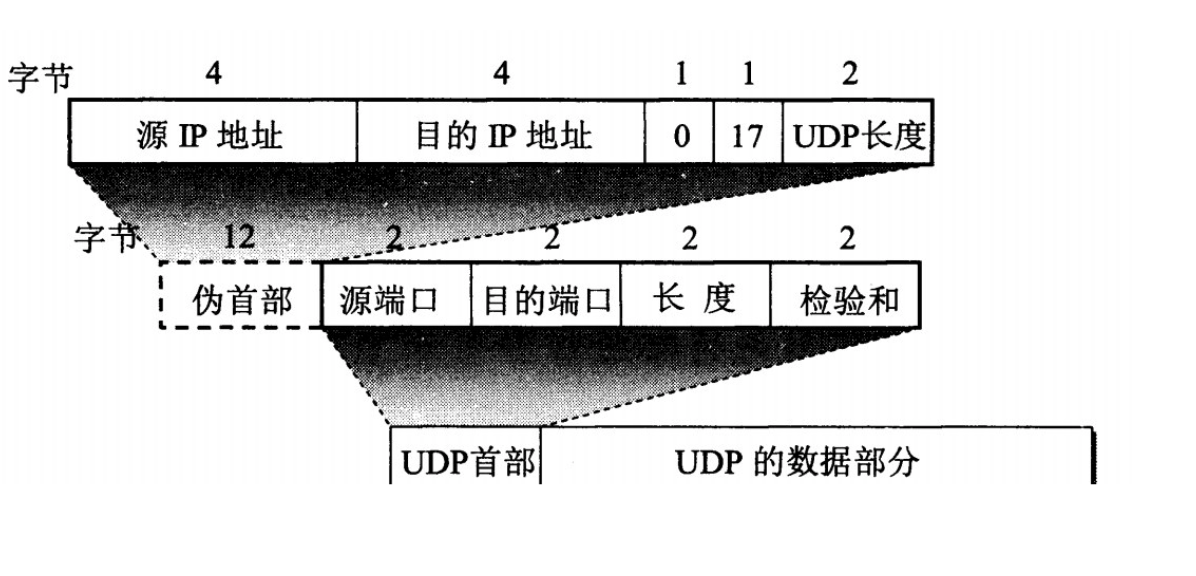 字节 4 4 1 1 2
源 IP 地址 目的 IP 地址 0 17 UDP长度
字节 12 2 2 2 2
伪首部 源端口 目的端口 长 度 检验和
UDP首部 UDP 的数据部分